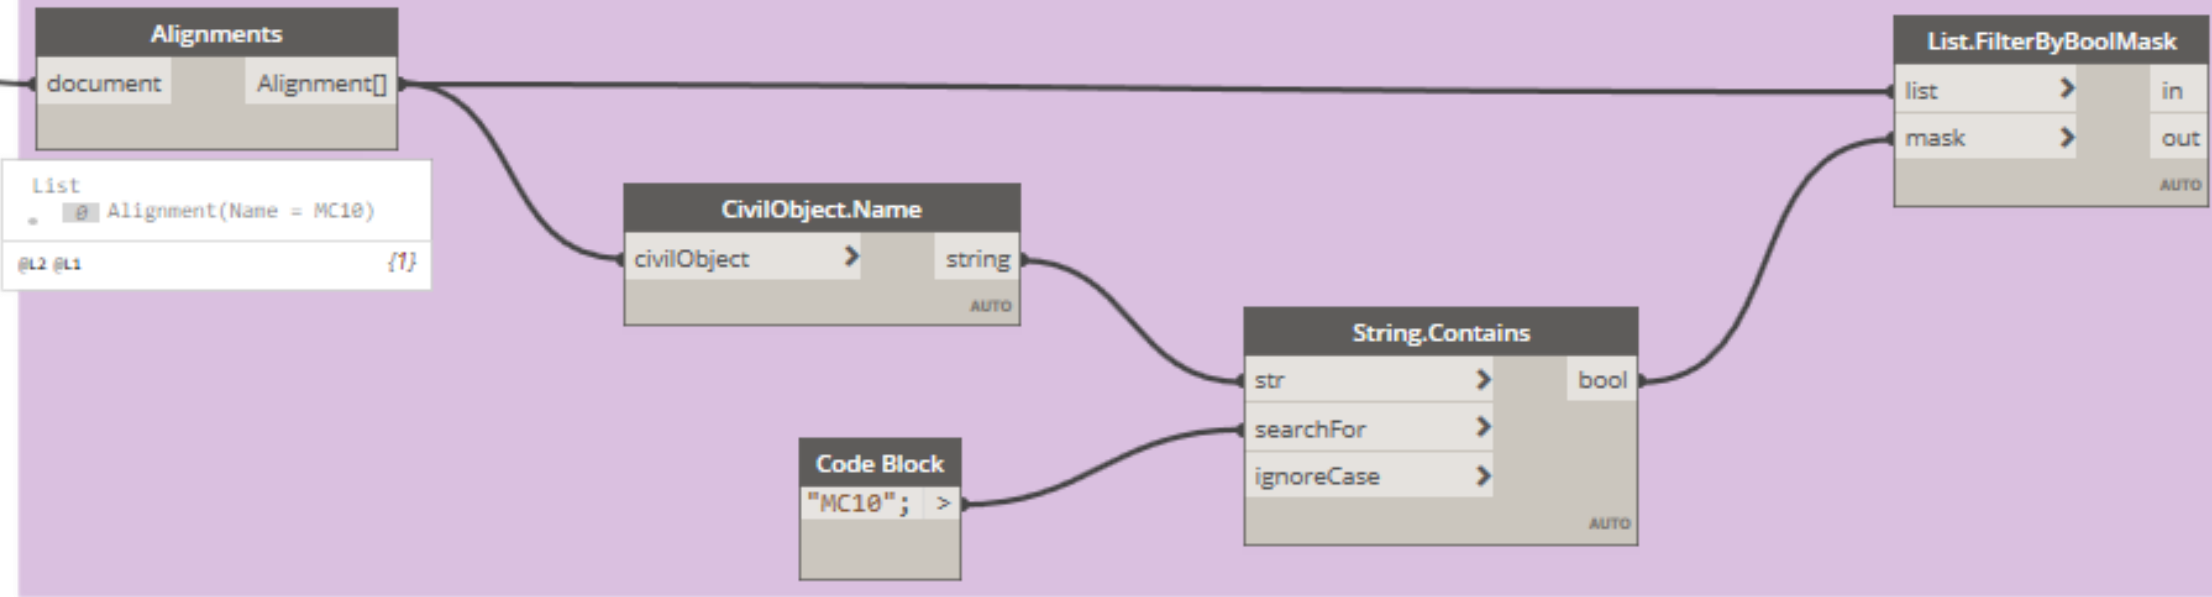 Alignments
document
Alignment[]
List
0 Alignment(Name = MC10)
@L2 @L1
{1}
CivilObject.Name
civilObject >
string
AUTO
Code Block
"MC10"; >
String.Contains
str >
bool
searchFor >
ignoreCase >
AUTO
List.FilterByBoolMask
list >
in
mask >
out
AUTO